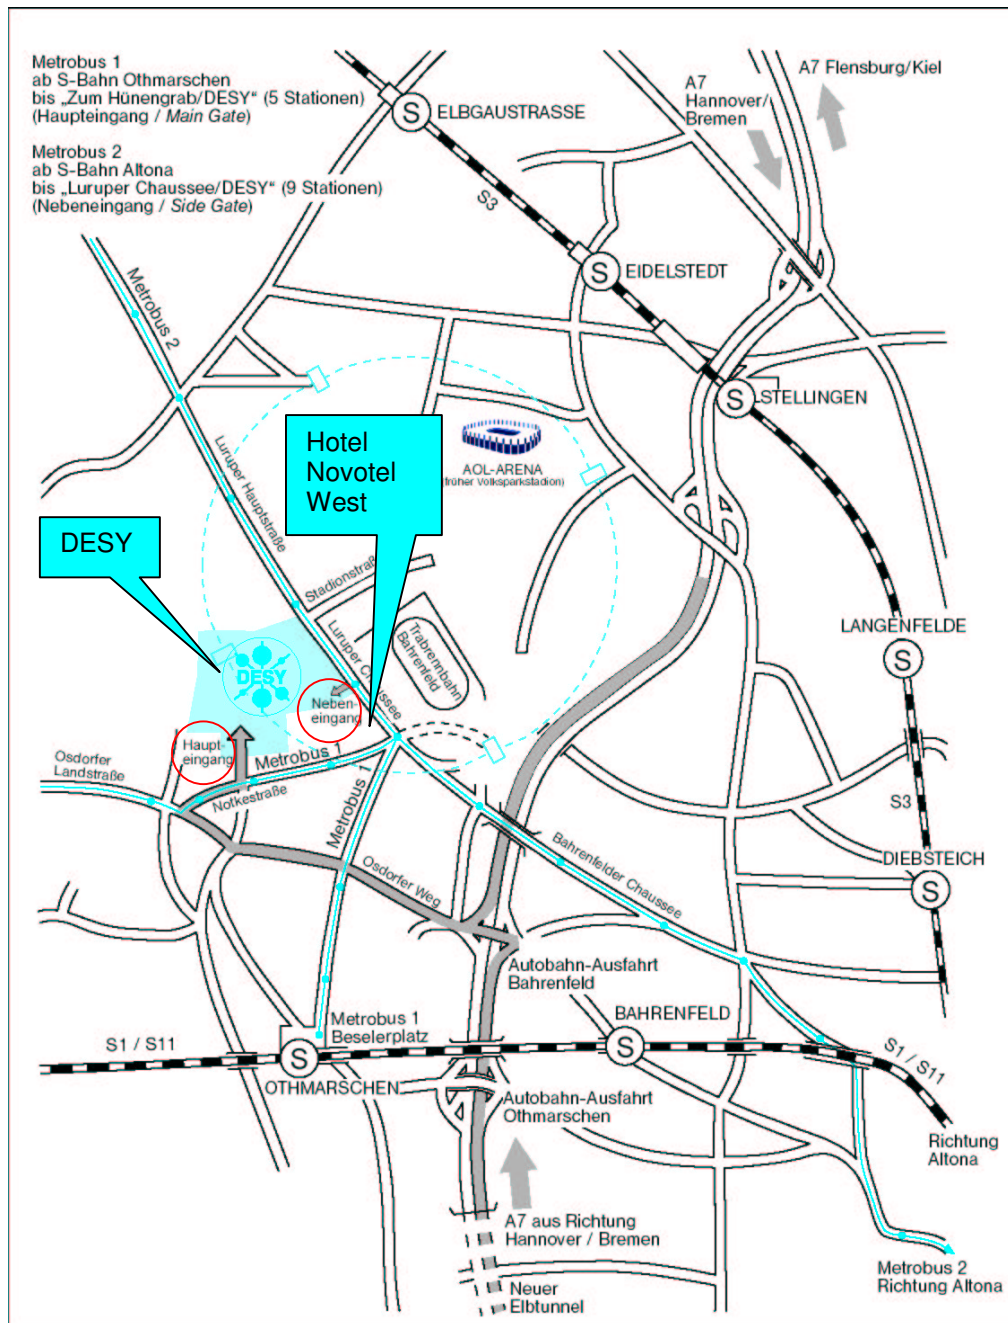 Metrobus 1
ab S-Bahn Othmarschen
bis „Zum Hünengrab/DESY“ (5 Stationen)
(Haupteingang / Main Gate)
Metrobus 2
ab S-Bahn Altona
bis „Luruper Chaussee/DESY“ (9 Stationen)
(Nebeneingang / Side Gate)
A7 Flensburg/Kiel
A7
Hannover/
Bremen
S
ELBGAUSTRASSE
S3
S
EIDELSTEDT
Metrobus 2
S
STELLINGEN
Hotel
Novotel
West
AOL-ARENA
(früher Volksparkstadion)
Luruper Hauptstraße
DESY
Stadionstraß
LANGENFELDE
S
Luruper Chaussee
Trabrennbahn
Bahrenfeld
DESY
Neben-
eingang
Haupt-
eingang
Metrobus 1
Osdorfer
Landstraße
Notkestraße
Metrobus 1
S3
Bahrenfelder Chaussee
DIEBSTEICH
S
Osdorfer Weg
Autobahn-Ausfahrt
Bahrenfeld
Metrobus 1
Beselerplatz
BAHRENFELD
S
S1 / S11
S
OTHMARSCHEN
S1 / S11
Autobahn-Ausfahrt
Othmarschen
Richtung
Altona
A7 aus Richtung
Hannover / Bremen
Metrobus 2
Richtung Altona
Neuer
Elbtunnel